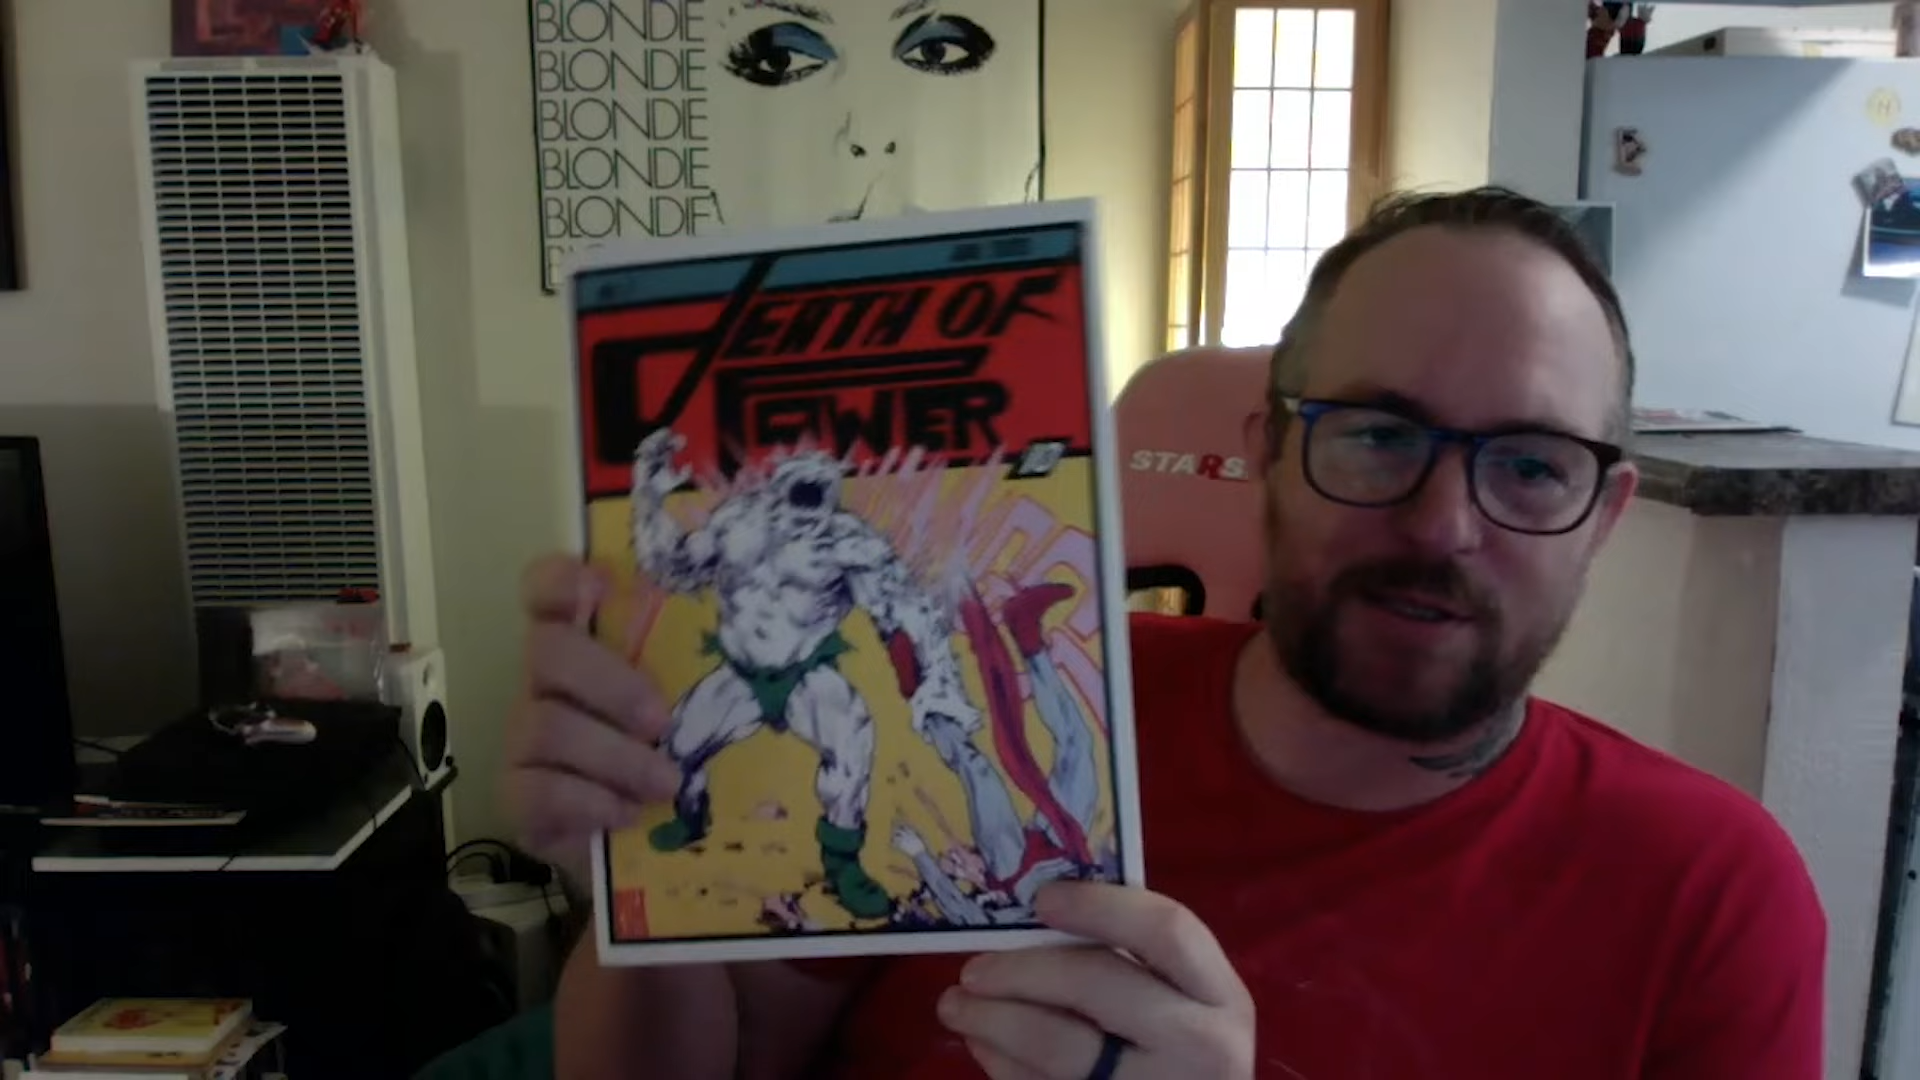 BLONDIE
BLONDIE
BLONDIE
BLONDIE
BLONDIE
DEATH OF
POWER
STARS